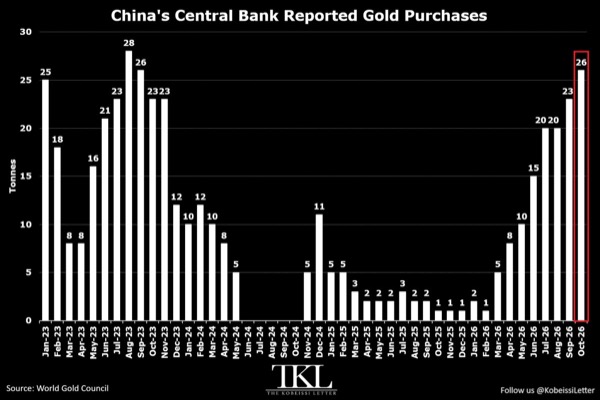 China's Central Bank Reported Gold Purchases
Tonnes
30
25
20
15
10
5
0
25
18
8
8
16
21
23
28
26
23
23
12
10
12
10
8
5
5
11
5
5
3
2
2
2
3
2
2
1
1
1
2
1
5
8
10
15
20
20
23
26
Jan-23
Feb-23
Mar-23
Apr-23
May-23
Jun-23
Jul-23
Aug-23
Sep-23
Oct-23
Nov-23
Dec-23
Jan-24
Feb-24
Mar-24
Apr-24
May-24
Jun-24
Jul-24
Aug-24
Sep-24
Oct-24
Nov-24
Dec-24
Jan-25
Feb-25
Mar-25
Apr-25
May-25
Jun-25
Jul-25
Aug-25
Sep-25
Oct-25
Nov-25
Dec-25
Jan-26
Feb-26
Mar-26
Apr-26
May-26
Jun-26
Jul-26
Aug-26
Sep-26
Oct-26
Source: World Gold Council
TKL
THE KOBEISSI LETTER
Follow us @KobeissiLetter